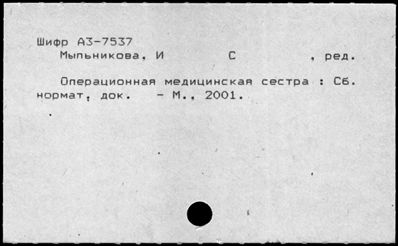 Шифр А3-7537
Мыльникова, И С , ред.
Операционная медицинская сестра : Сб.
нормат, док. - М., 2001.